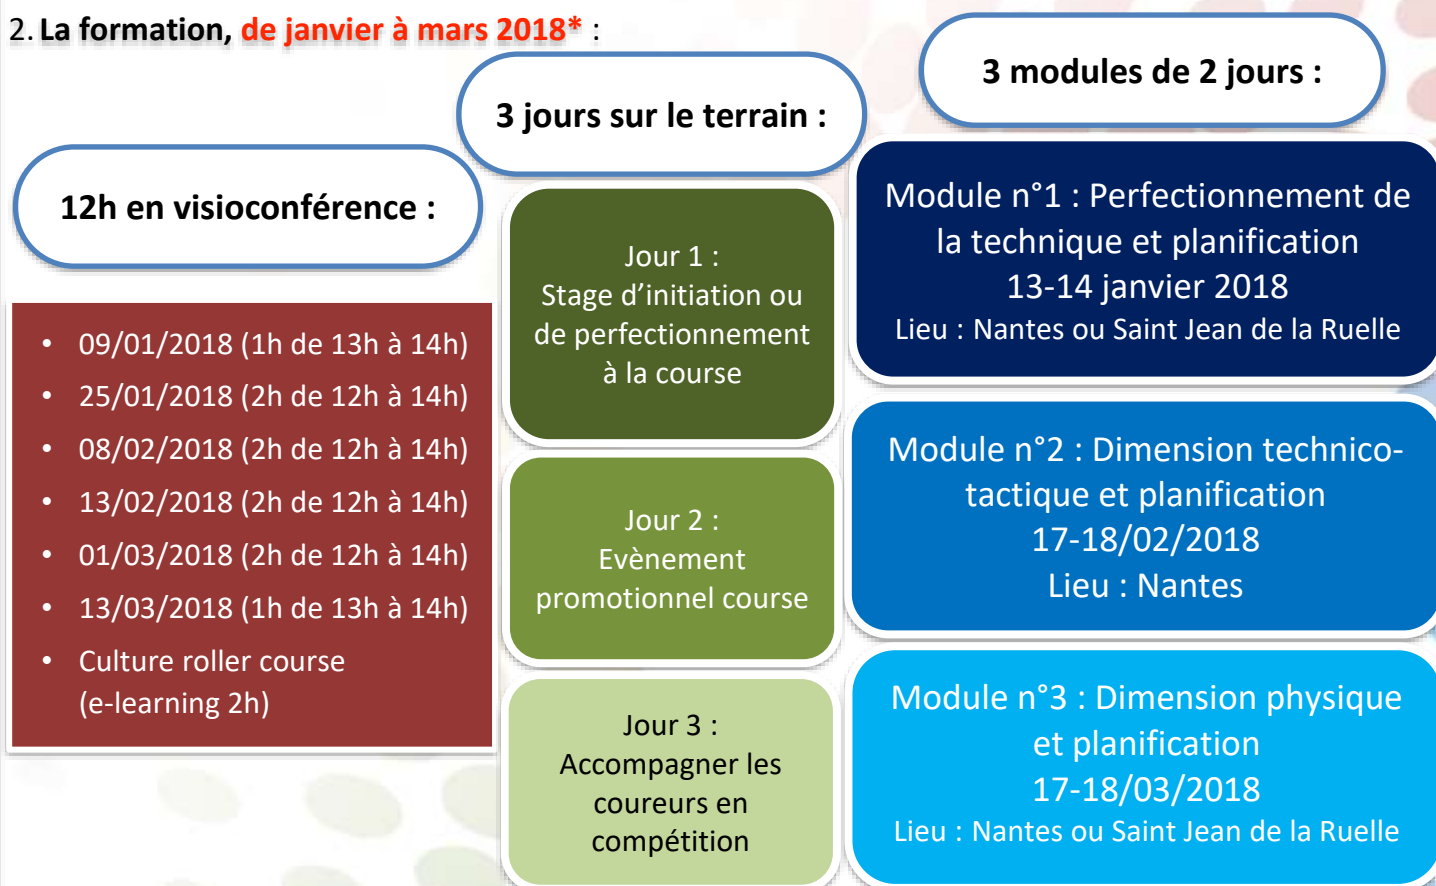 2. La formation, de janvier à mars 2018* :
12h en visioconférence :
• 09/01/2018 (1h de 13h à 14h)
• 25/01/2018 (2h de 12h à 14h)
• 08/02/2018 (2h de 12h à 14h)
• 13/02/2018 (2h de 12h à 14h)
• 01/03/2018 (2h de 12h à 14h)
• 13/03/2018 (1h de 13h à 14h)
• Culture roller course
(e-learning 2h)
3 jours sur le terrain :
Jour 1 :
Stage d’initiation ou
de perfectionnement
à la course
Jour 2 :
Evènement
promotionnel course
Jour 3 :
Accompagner les
coureurs en
compétition
3 modules de 2 jours :
Module n°1 : Perfectionnement de
la technique et planification
13-14 janvier 2018
Lieu : Nantes ou Saint Jean de la Ruelle
Module n°2 : Dimension technico-
tactique et planification
17-18/02/2018
Lieu : Nantes
Module n°3 : Dimension physique
et planification
17-18/03/2018
Lieu : Nantes ou Saint Jean de la Ruelle